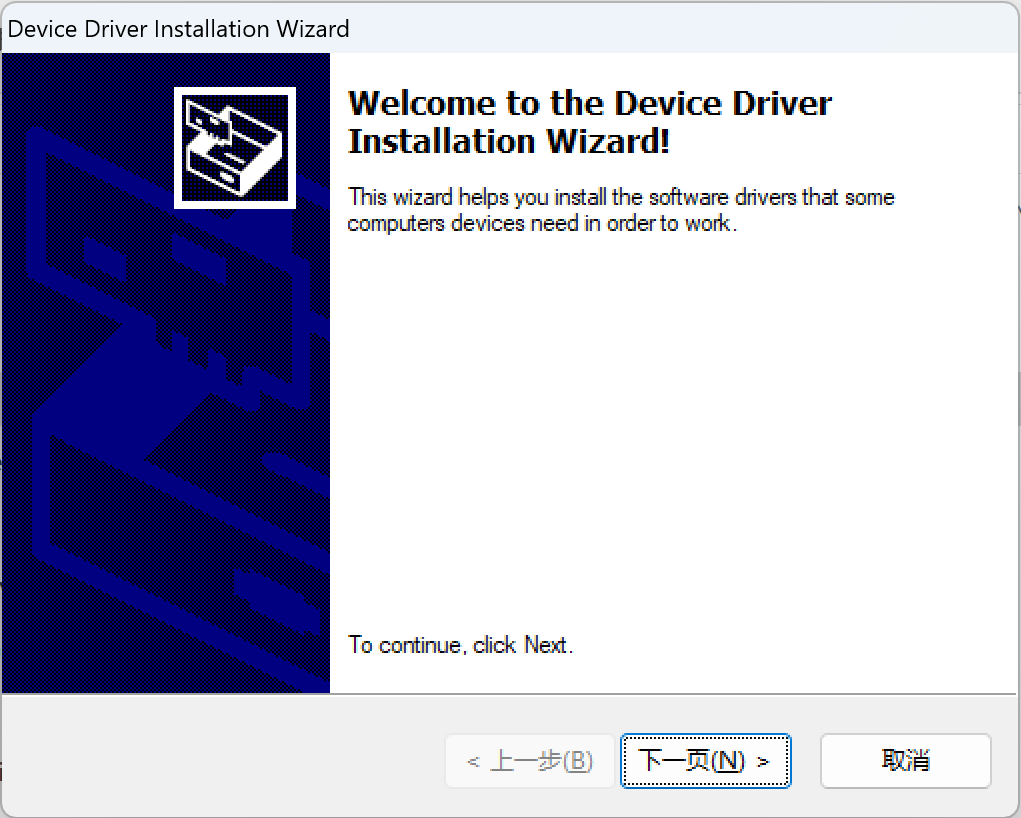 Device Driver Installation Wizard
Welcome to the Device Driver
Installation Wizard!
This wizard helps you install the software drivers that some
computers devices need in order to work.
To continue, click Next.
< 上一步(B)
下一页(N) >
取消